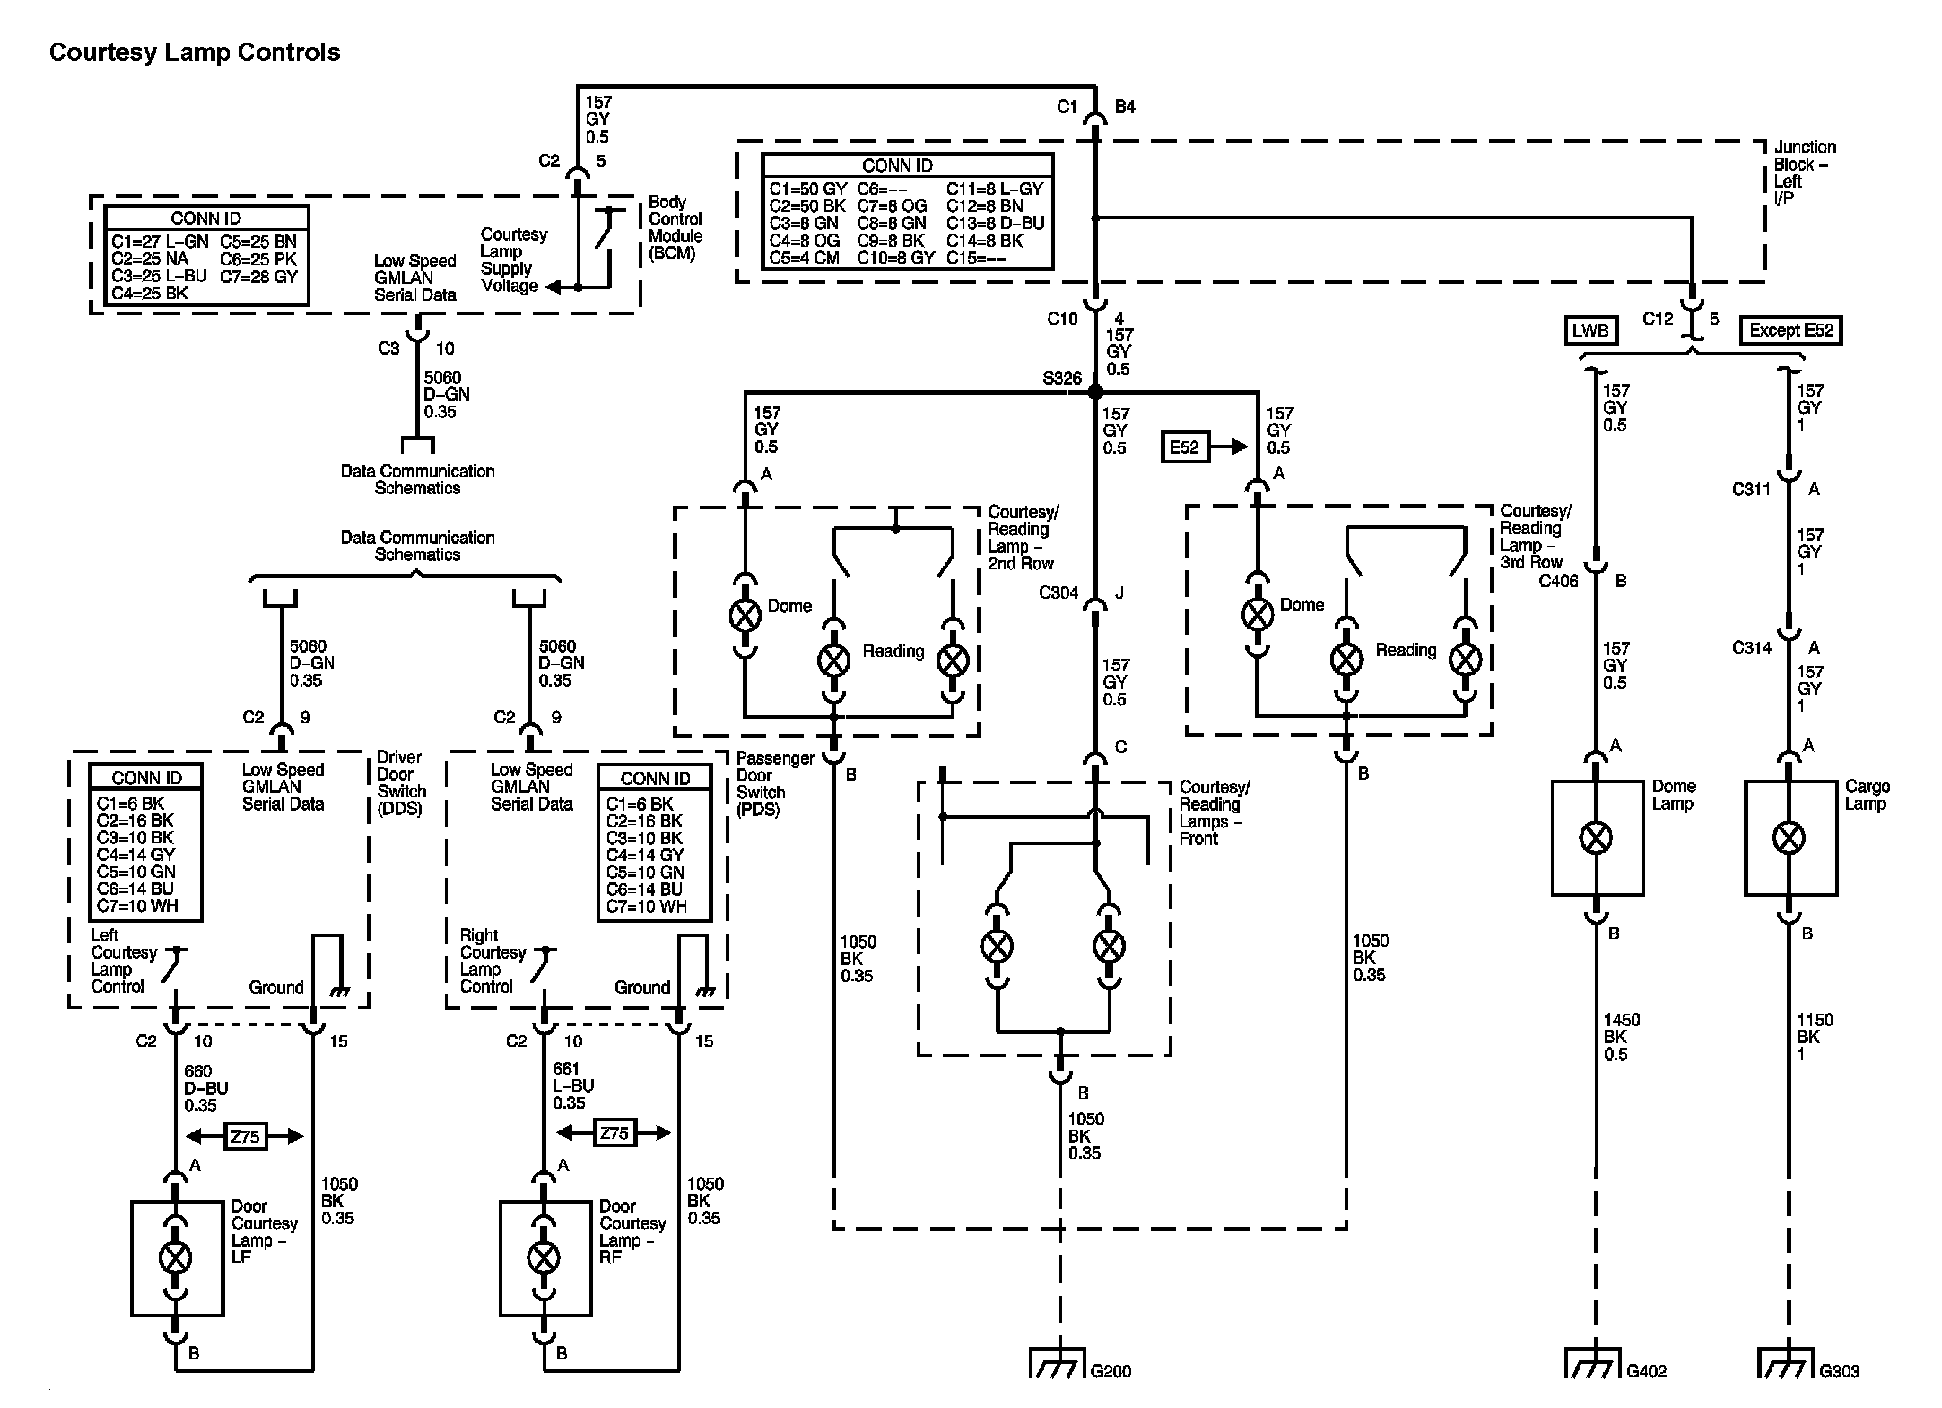 Courtesy Lamp Controls
157
GY
0.5
C1
B4
C2
5
Junction
Block –
Left
I/P
CONN ID
C1=50 GY C6=–– C11=8 L–GY
C2=50 BK C7=8 OG C12=8 BN
C3=8 GN C8=8 GN C13=8 D–BU
C4=8 OG C9=8 BK C14=8 BK
C5=4 CM C10=8 GY C15=––
CONN ID
C1=27 L–GN C5=25 BN
C2=25 NA C6=25 PK
C3=25 L–BU C7=28 GY
C4=25 BK
Low Speed
GMLAN
Serial Data
Courtesy
Lamp
Supply
Voltage
Body
Control
Module
(BCM)
C3
10
5060
D–GN
0.35
Data Communication
Schematics
C10
4
157
GY
0.5
S326
C12
5
LWB
Except E52
157
GY
0.5
157
GY
0.5
157
GY
0.5
E52
157
GY
0.5
157
GY
1
A
A
C311
A
Courtesy/
Reading
Lamp –
2nd Row
Dome
Reading
Courtesy/
Reading
Lamp –
3rd Row
Dome
Reading
C304
J
C406
B
157
GY
1
C314
A
157
GY
0.5
157
GY
0.5
157
GY
1
Data Communication
Schematics
5060
D–GN
0.35
5060
D–GN
0.35
C2
9
C2
9
B
C
B
A
A
Driver
Door
Switch
(DDS)
CONN ID
C1=6 BK
C2=16 BK
C3=10 BK
C4=14 GY
C5=10 GN
C6=14 BU
C7=10 WH
Low Speed
GMLAN
Serial Data
Left
Courtesy
Lamp
Control
Ground
Passenger
Door
Switch
(PDS)
Low Speed
GMLAN
Serial Data
CONN ID
C1=6 BK
C2=16 BK
C3=10 BK
C4=14 GY
C5=10 GN
C6=14 BU
C7=10 WH
Right
Courtesy
Lamp
Control
Ground
Courtesy/
Reading
Lamps –
Front
Dome
Lamp
Cargo
Lamp
B
B
1050
BK
0.35
1050
BK
0.35
1450
BK
0.5
1150
BK
1
C2
10
15
C2
10
15
660
D–BU
0.35
Z75
661
L–BU
0.35
Z75
B
1050
BK
0.35
A
A
1050
BK
0.35
1050
BK
0.35
Door
Courtesy
Lamp –
LF
Door
Courtesy
Lamp –
RF
B
B
G200
G402
G303